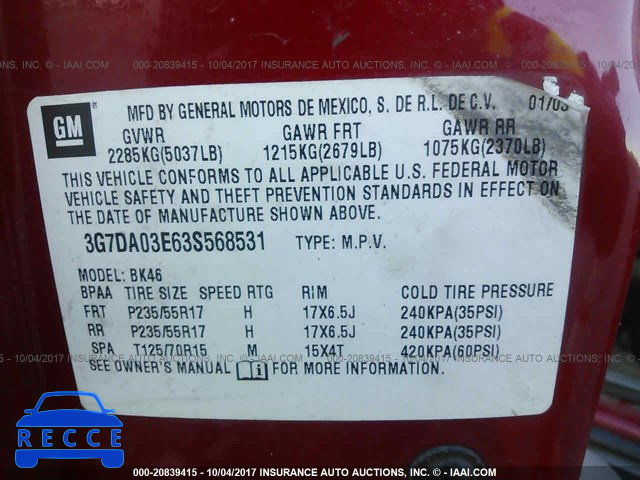 IAAI 000-20839415 - 10/04/2017 INSURANCE AUTO AUCTIONS, INC. - IAAI.COM
GM
MFD BY GENERAL MOTORS DE MEXICO, S. DE R.L. DE C.V. 01/03
GVWR GAWR FRT GAWR RR
2285KG(5037LB) 1215KG(2679LB) 1075KG(2370LB)
THIS VEHICLE CONFORMS TO ALL APPLICABLE U.S. FEDERAL MOTOR
VEHICLE SAFETY AND THEFT PREVENTION STANDARDS IN EFFECT ON
THE DATE OF MANUFACTURE SHOWN ABOVE.
3G7DA03E63S568531 TYPE: M.P.V.
MODEL: BK46
BPAA TIRE SIZE SPEED RTG RIM COLD TIRE PRESSURE
FRT P235/55R17 H 17X6.5J 240KPA(35PSI)
RR P235/55R17 H 17X6.5J 240KPA(35PSI)
SPA T125/70R15 M 15X4T 420KPA(60PSI)
SEE OWNER'S MANUAL FOR MORE INFORMATION.
RECCE
000-20839415 - 10/04/2017 INSURANCE AUTO AUCTIONS, INC. - IAAI.COM